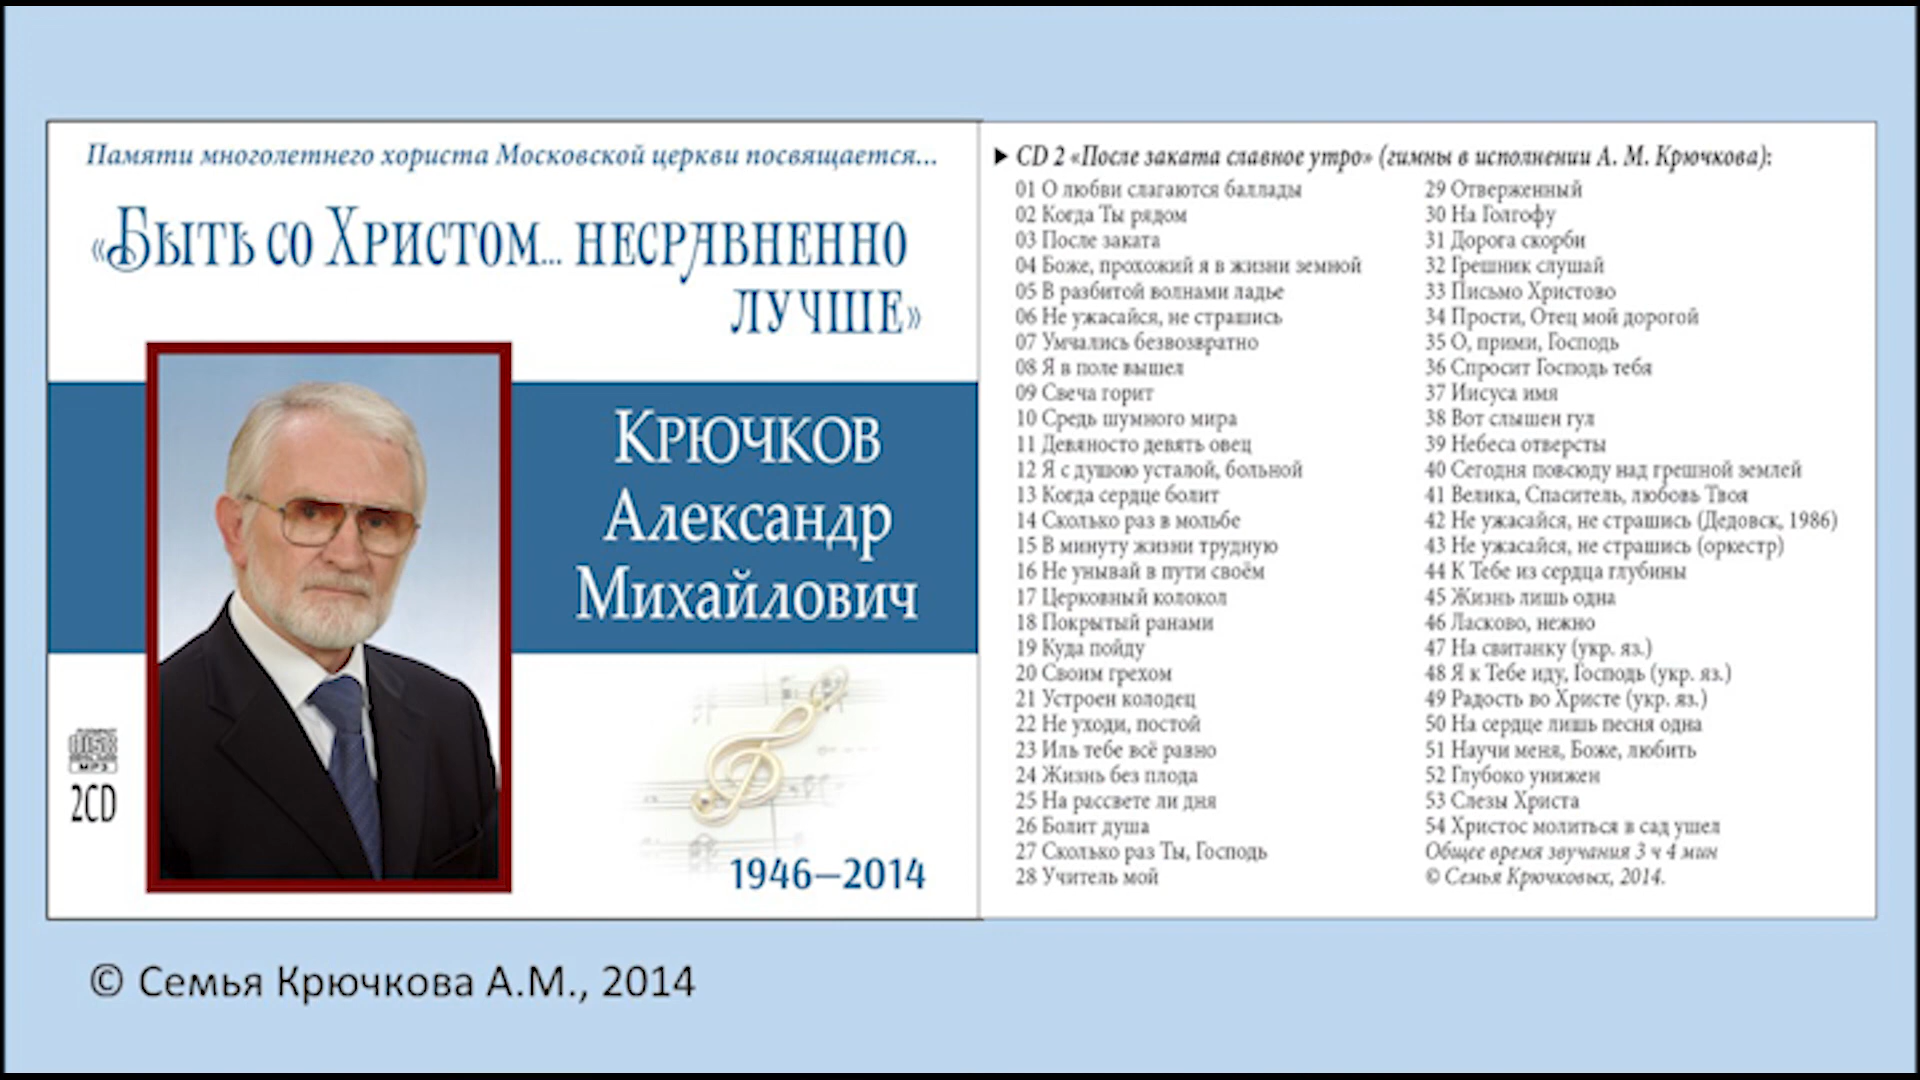 Памяти многолетнего хориста Московской церкви посвящается...
«Быть со Христом... несравненно
лучше»
Крючков
Александр
Михайлович
COMPACT
disc
DIGITAL AUDIO
MP3
2CD
1946–2014
▶ CD 2 «После заката славное утро» (гимны в исполнении А. М. Крючкова):
01 О любви слагаются баллады
02 Когда Ты рядом
03 После заката
04 Боже, прохожий я в жизни земной
05 В разбитой волнами ладье
06 Не ужасайся, не страшись
07 Умчались безвозвратно
08 Я в поле вышел
09 Свеча горит
10 Средь шумного мира
11 Девяносто девять овец
12 Я с душою усталой, больной
13 Когда сердце болит
14 Сколько раз в мольбе
15 В минуту жизни трудную
16 Не унывай в пути своём
17 Церковный колокол
18 Покрытый ранами
19 Куда пойду
20 Своим грехом
21 Устроен колодец
22 Не уходи, постой
23 Иль тебе всё равно
24 Жизнь без плода
25 На рассвете ли дня
26 Болит душа
27 Сколько раз Ты, Господь
28 Учитель мой
29 Отверженный
30 На Голгофу
31 Дорога скорби
32 Грешник слушай
33 Письмо Христово
34 Прости, Отец мой дорогой
35 О, прими, Господь
36 Спросит Господь тебя
37 Иисуса имя
38 Вот слышен гул
39 Небеса отверсты
40 Сегодня повсюду над грешной землей
41 Велика, Спаситель, любовь Твоя
42 Не ужасайся, не страшись (Дедовск, 1986)
43 Не ужасайся, не страшись (оркестр)
44 К Тебе из сердца глубины
45 Жизнь лишь одна
46 Ласково, нежно
47 На свитанку (укр. яз.)
48 Я к Тебе иду, Господь (укр. яз.)
49 Радость во Христе (укр. яз.)
50 На сердце лишь песня одна
51 Научи меня, Боже, любить
52 Глубоко унижен
53 Слезы Христа
54 Христос молиться в сад ушел
Общее время звучания 3 ч 4 мин
© Семья Крючковых, 2014.
© Семья Крючкова А.М., 2014